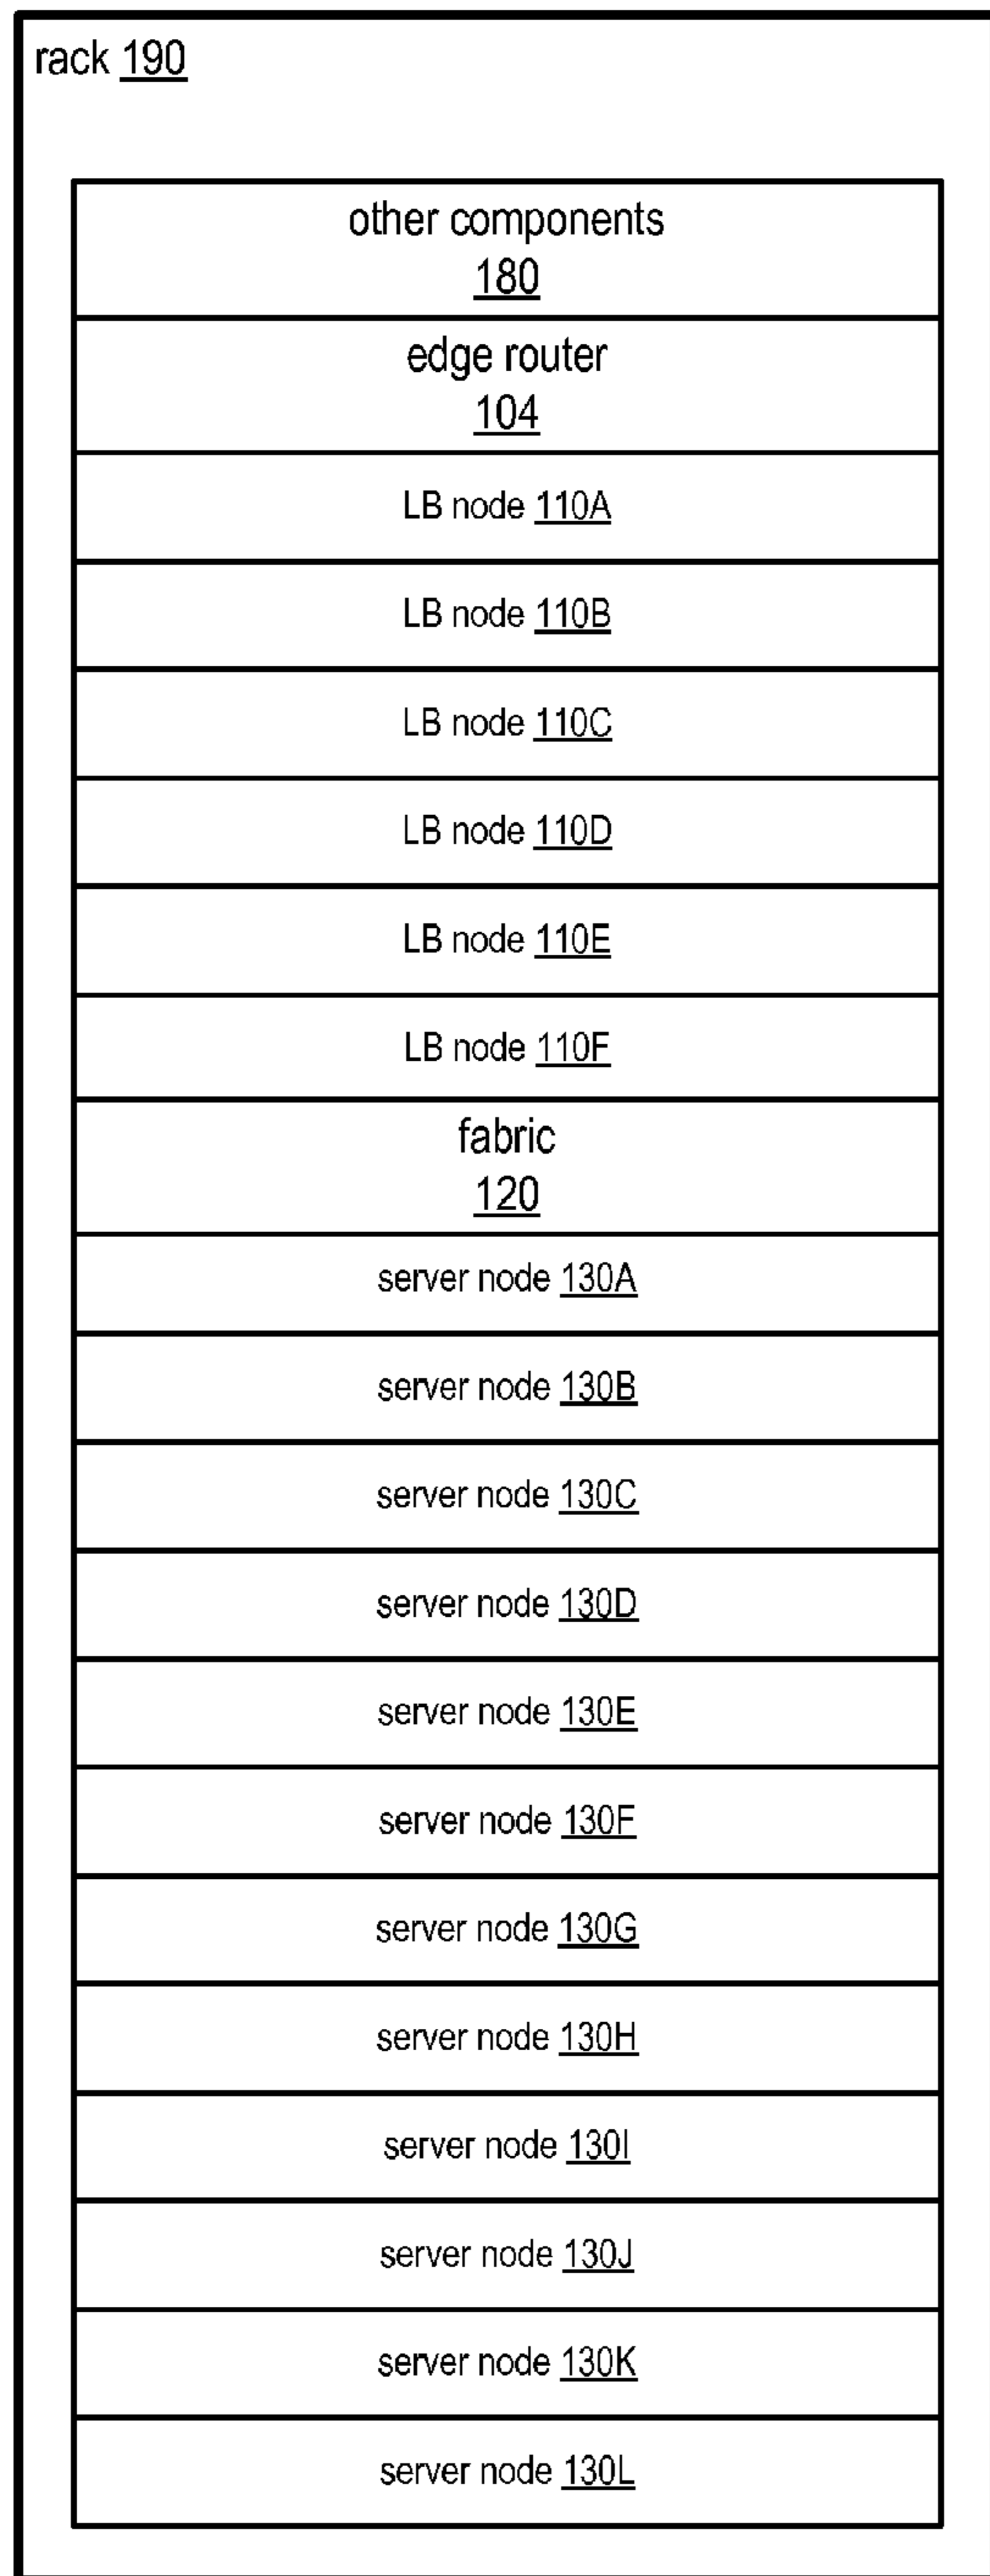 rack 190
other components
180
edge router
104
LB node 110A
LB node 110B
LB node 110C
LB node 110D
LB node 110E
LB node 110F
fabric
120
server node 130A
server node 130B
server node 130C
server node 130D
server node 130E
server node 130F
server node 130G
server node 130H
server node 130I
server node 130J
server node 130K
server node 130L